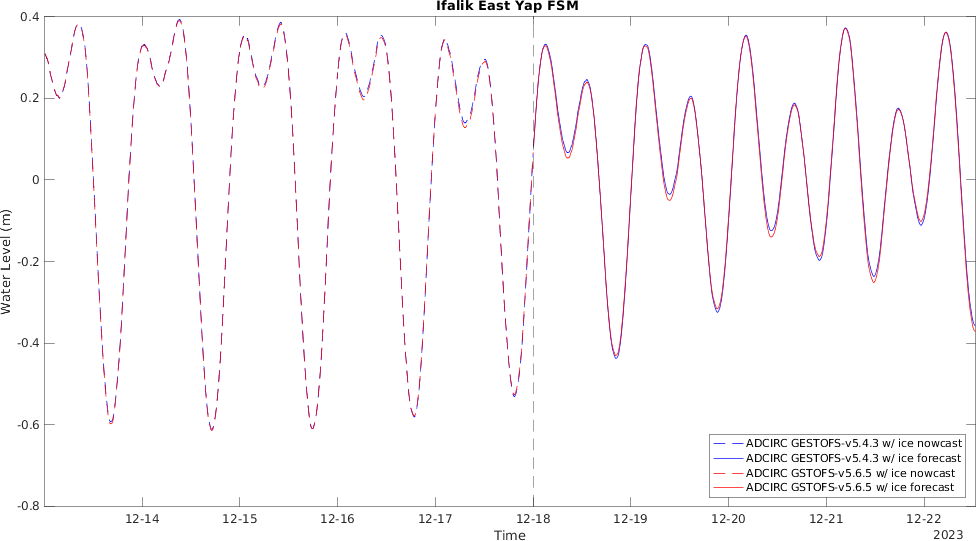 Ifalik East Yap FSM
0.4
0.2
0
-0.2
-0.4
-0.6
-0.8
Water Level (m)
ADCIRC GESTOFS-v5.4.3 w/ ice nowcast
ADCIRC GESTOFS-v5.4.3 w/ ice forecast
ADCIRC GSTOFS-v5.6.5 w/ ice nowcast
ADCIRC GSTOFS-v5.6.5 w/ ice forecast
12-14 12-15 12-16 12-17 12-18 12-19 12-20 12-21 12-22
Time
2023